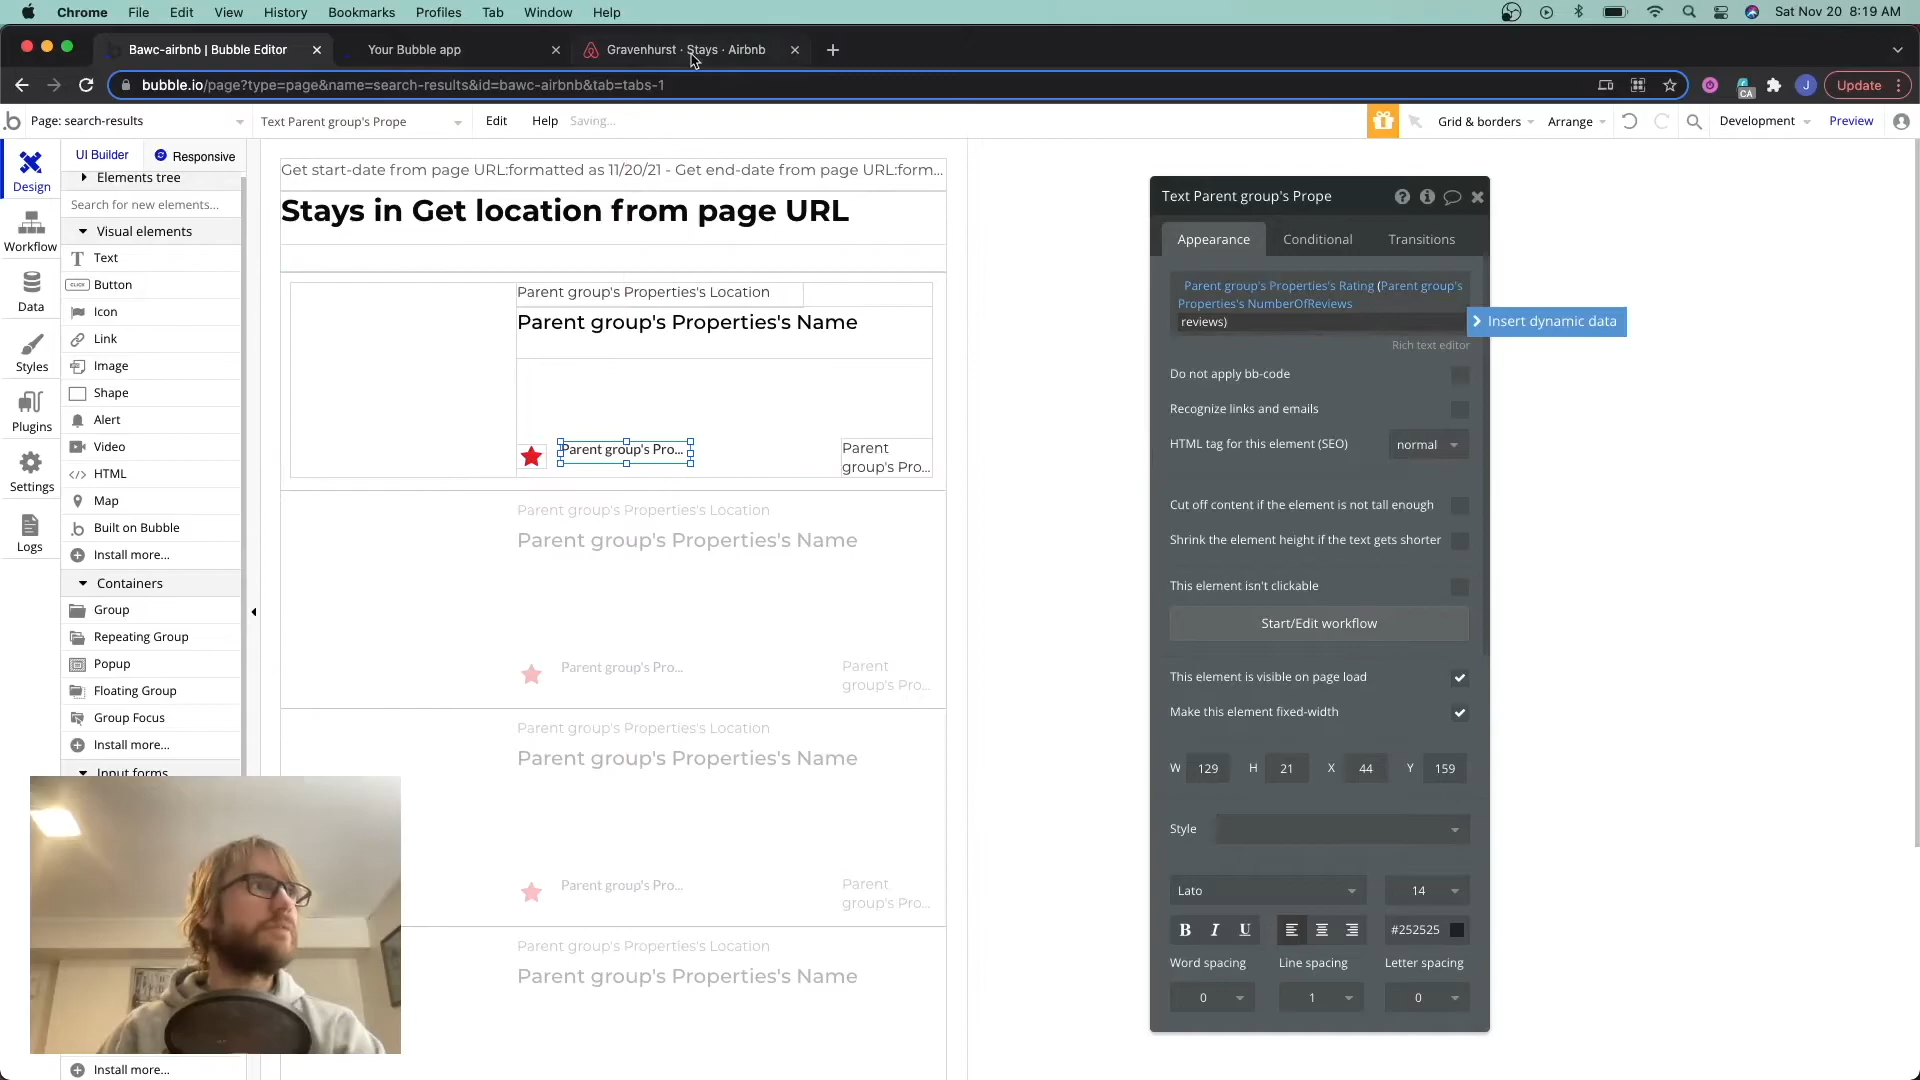 Chrome File Edit View History Bookmarks Profiles Tab Window Help Sat Nov 20 8:19 AM
Bawc-airbnb | Bubble Editor Your Bubble app Gravenhurst · Stays · Airbnb
bubble.io/page?type=page&name=search-results&id=bawc-airbnb&tab=tabs-1 CA J Update
Page: search-results Text Parent group's Prope Edit Help Saving... Grid & borders Arrange Development Preview
Design
Workflow
Data
Styles
Plugins
Settings
Logs
UI Builder Responsive
Elements tree
Search for new elements...
Visual elements
Text
CLICK Button
Icon
Link
Image
Shape
Alert
Video
HTML
Map
Built on Bubble
Install more...
Containers
Group
Repeating Group
Popup
Floating Group
Group Focus
Install more...
Input forms
Install more...
Get start-date from page URL:formatted as 11/20/21 - Get end-date from page URL:form...
Stays in Get location from page URL
Parent group's Properties's Location
Parent group's Properties's Name
Parent group's Pro...
Parent
group's Pro...
Parent group's Properties's Location
Parent group's Properties's Name
Parent group's Pro...
Parent
group's Pro...
Parent group's Properties's Location
Parent group's Properties's Name
Parent group's Pro...
Parent
group's Pro...
Parent group's Properties's Location
Parent group's Properties's Name
Text Parent group's Prope
Appearance Conditional Transitions
Parent group's Properties's Rating (Parent group's
Properties's NumberOfReviews
reviews)
Insert dynamic data
Rich text editor
Do not apply bb-code
Recognize links and emails
HTML tag for this element (SEO) normal
Cut off content if the element is not tall enough
Shrink the element height if the text gets shorter
This element isn't clickable
Start/Edit workflow
This element is visible on page load
Make this element fixed-width
W 129 H 21 X 44 Y 159
Style
Lato 14
B I U #252525
Word spacing Line spacing Letter spacing
0 1 0